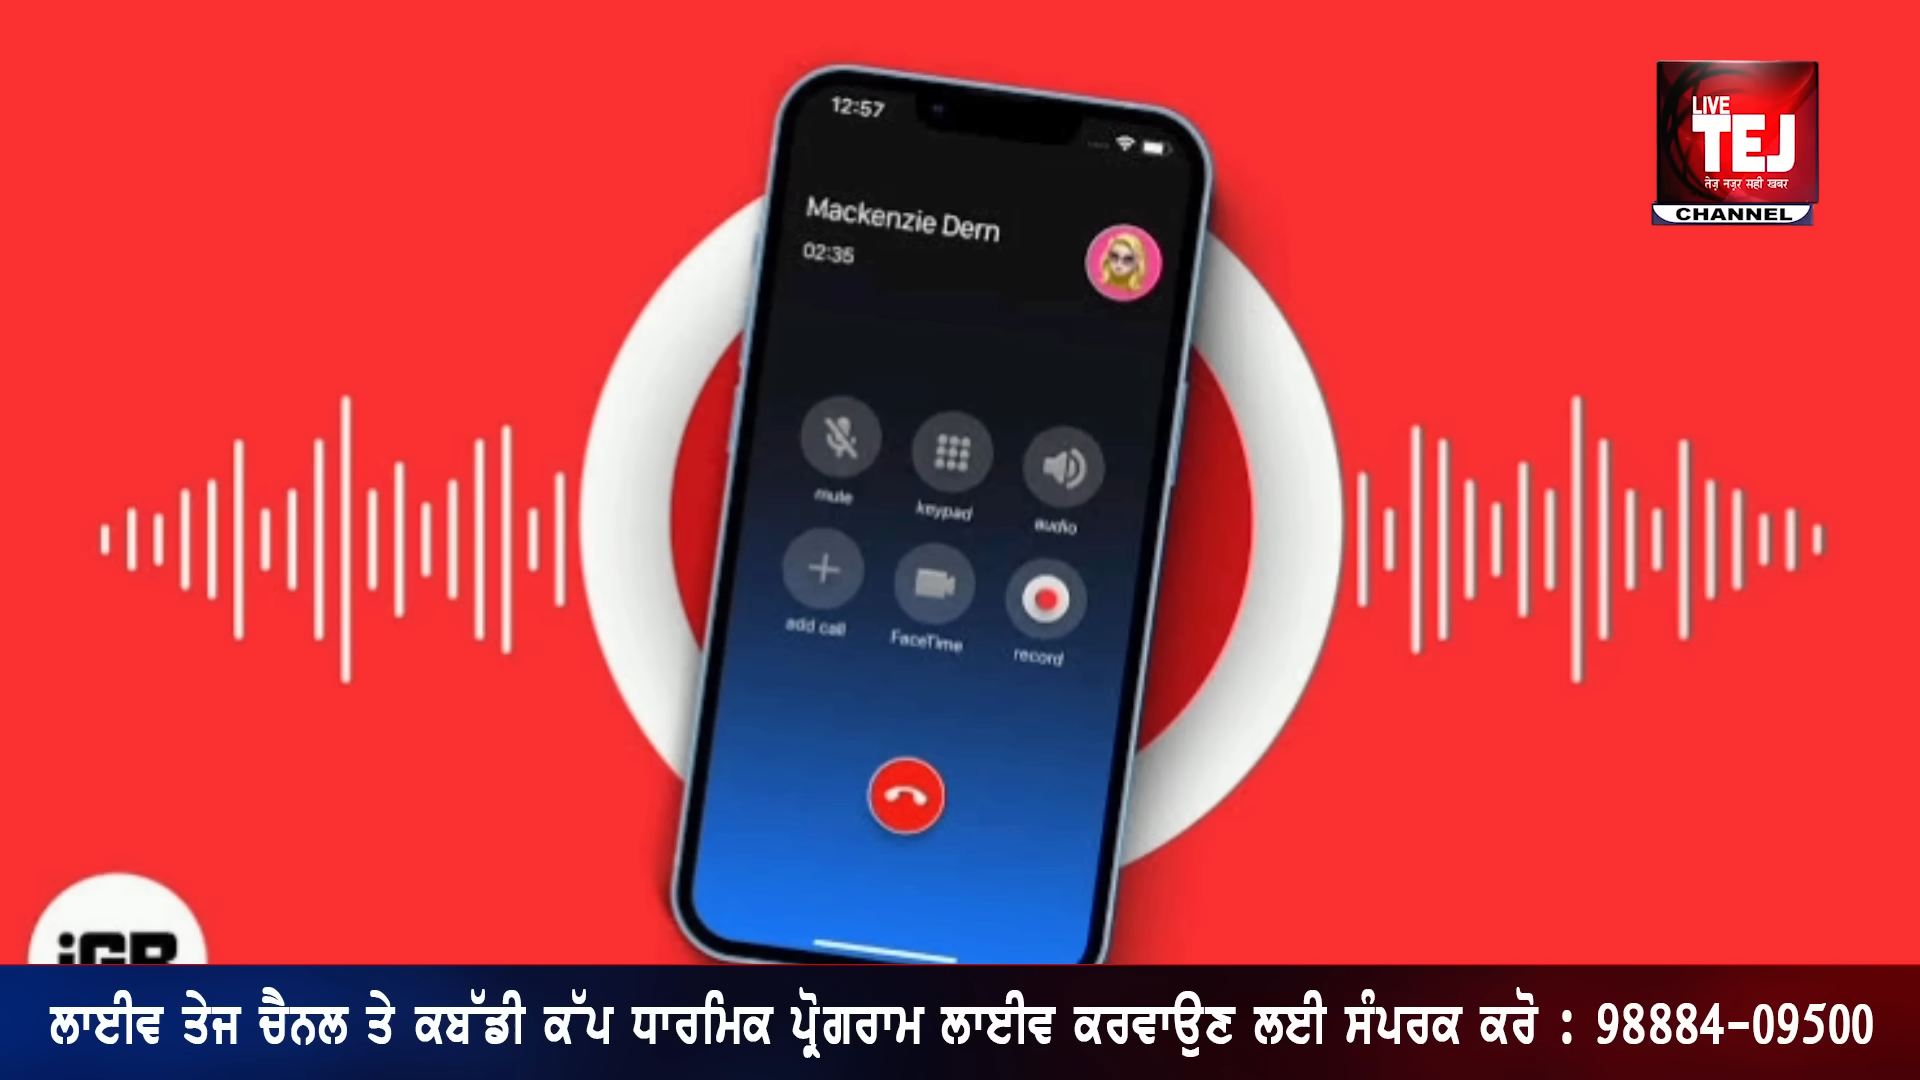 12:57
LIVE
TEJ
तेज़ नज़र सही खबर
CHANNEL
Mackenzie Dern
02:35
mute
keypad
audio
add call
FaceTime
record
iGB
ਲਾਈਵ ਤੇਜ ਚੈਨਲ ਤੇ ਕਬੱਡੀ ਕੱਪ ਧਾਰਮਿਕ ਪ੍ਰੋਗਰਾਮ ਲਾਈਵ ਕਰਵਾਉਣ ਲਈ ਸੰਪਰਕ ਕਰੋ : 98884-09500